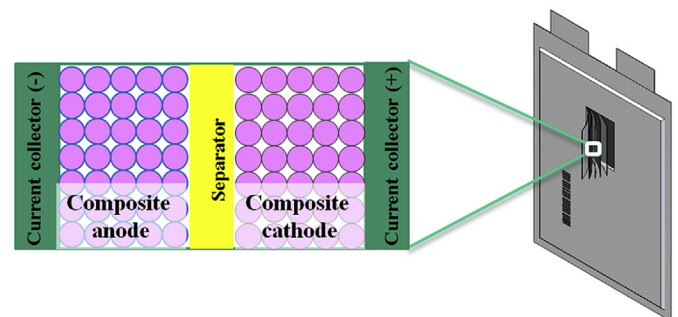 Current collector (-)
Composite
anode
Separator
Composite
cathode
Current collector (+)